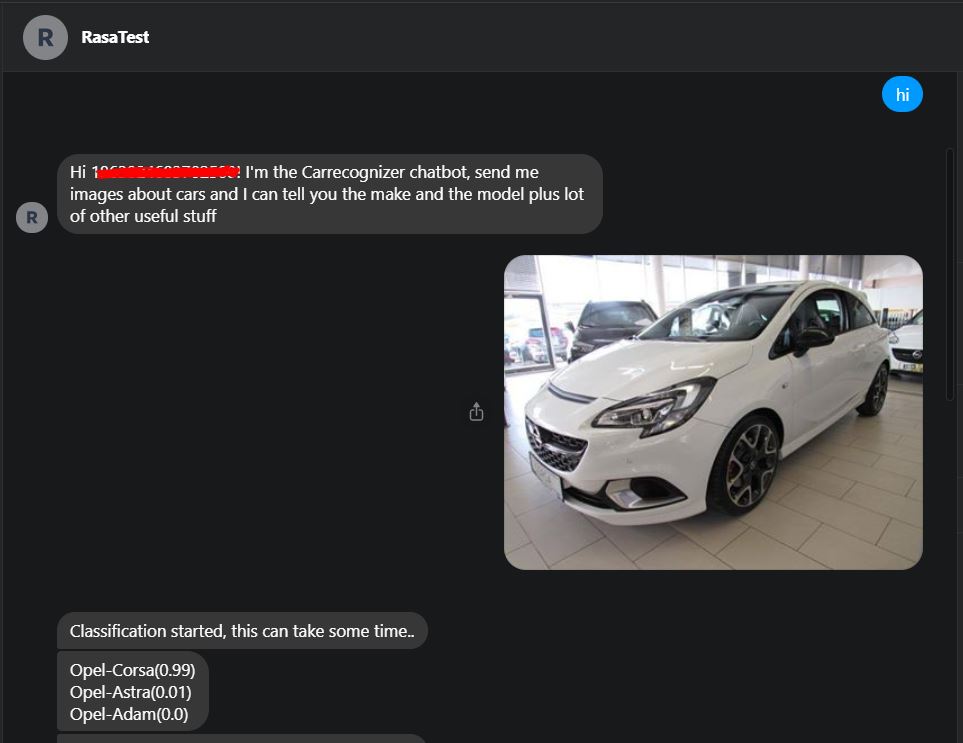 R
RasaTest
hi
Hi ! I'm the Carrecognizer chatbot, send me
images about cars and I can tell you the make and the model plus lot
of other useful stuff
R
Classification started, this can take some time..
Opel-Corsa(0.99)
Opel-Astra(0.01)
Opel-Adam(0.0)